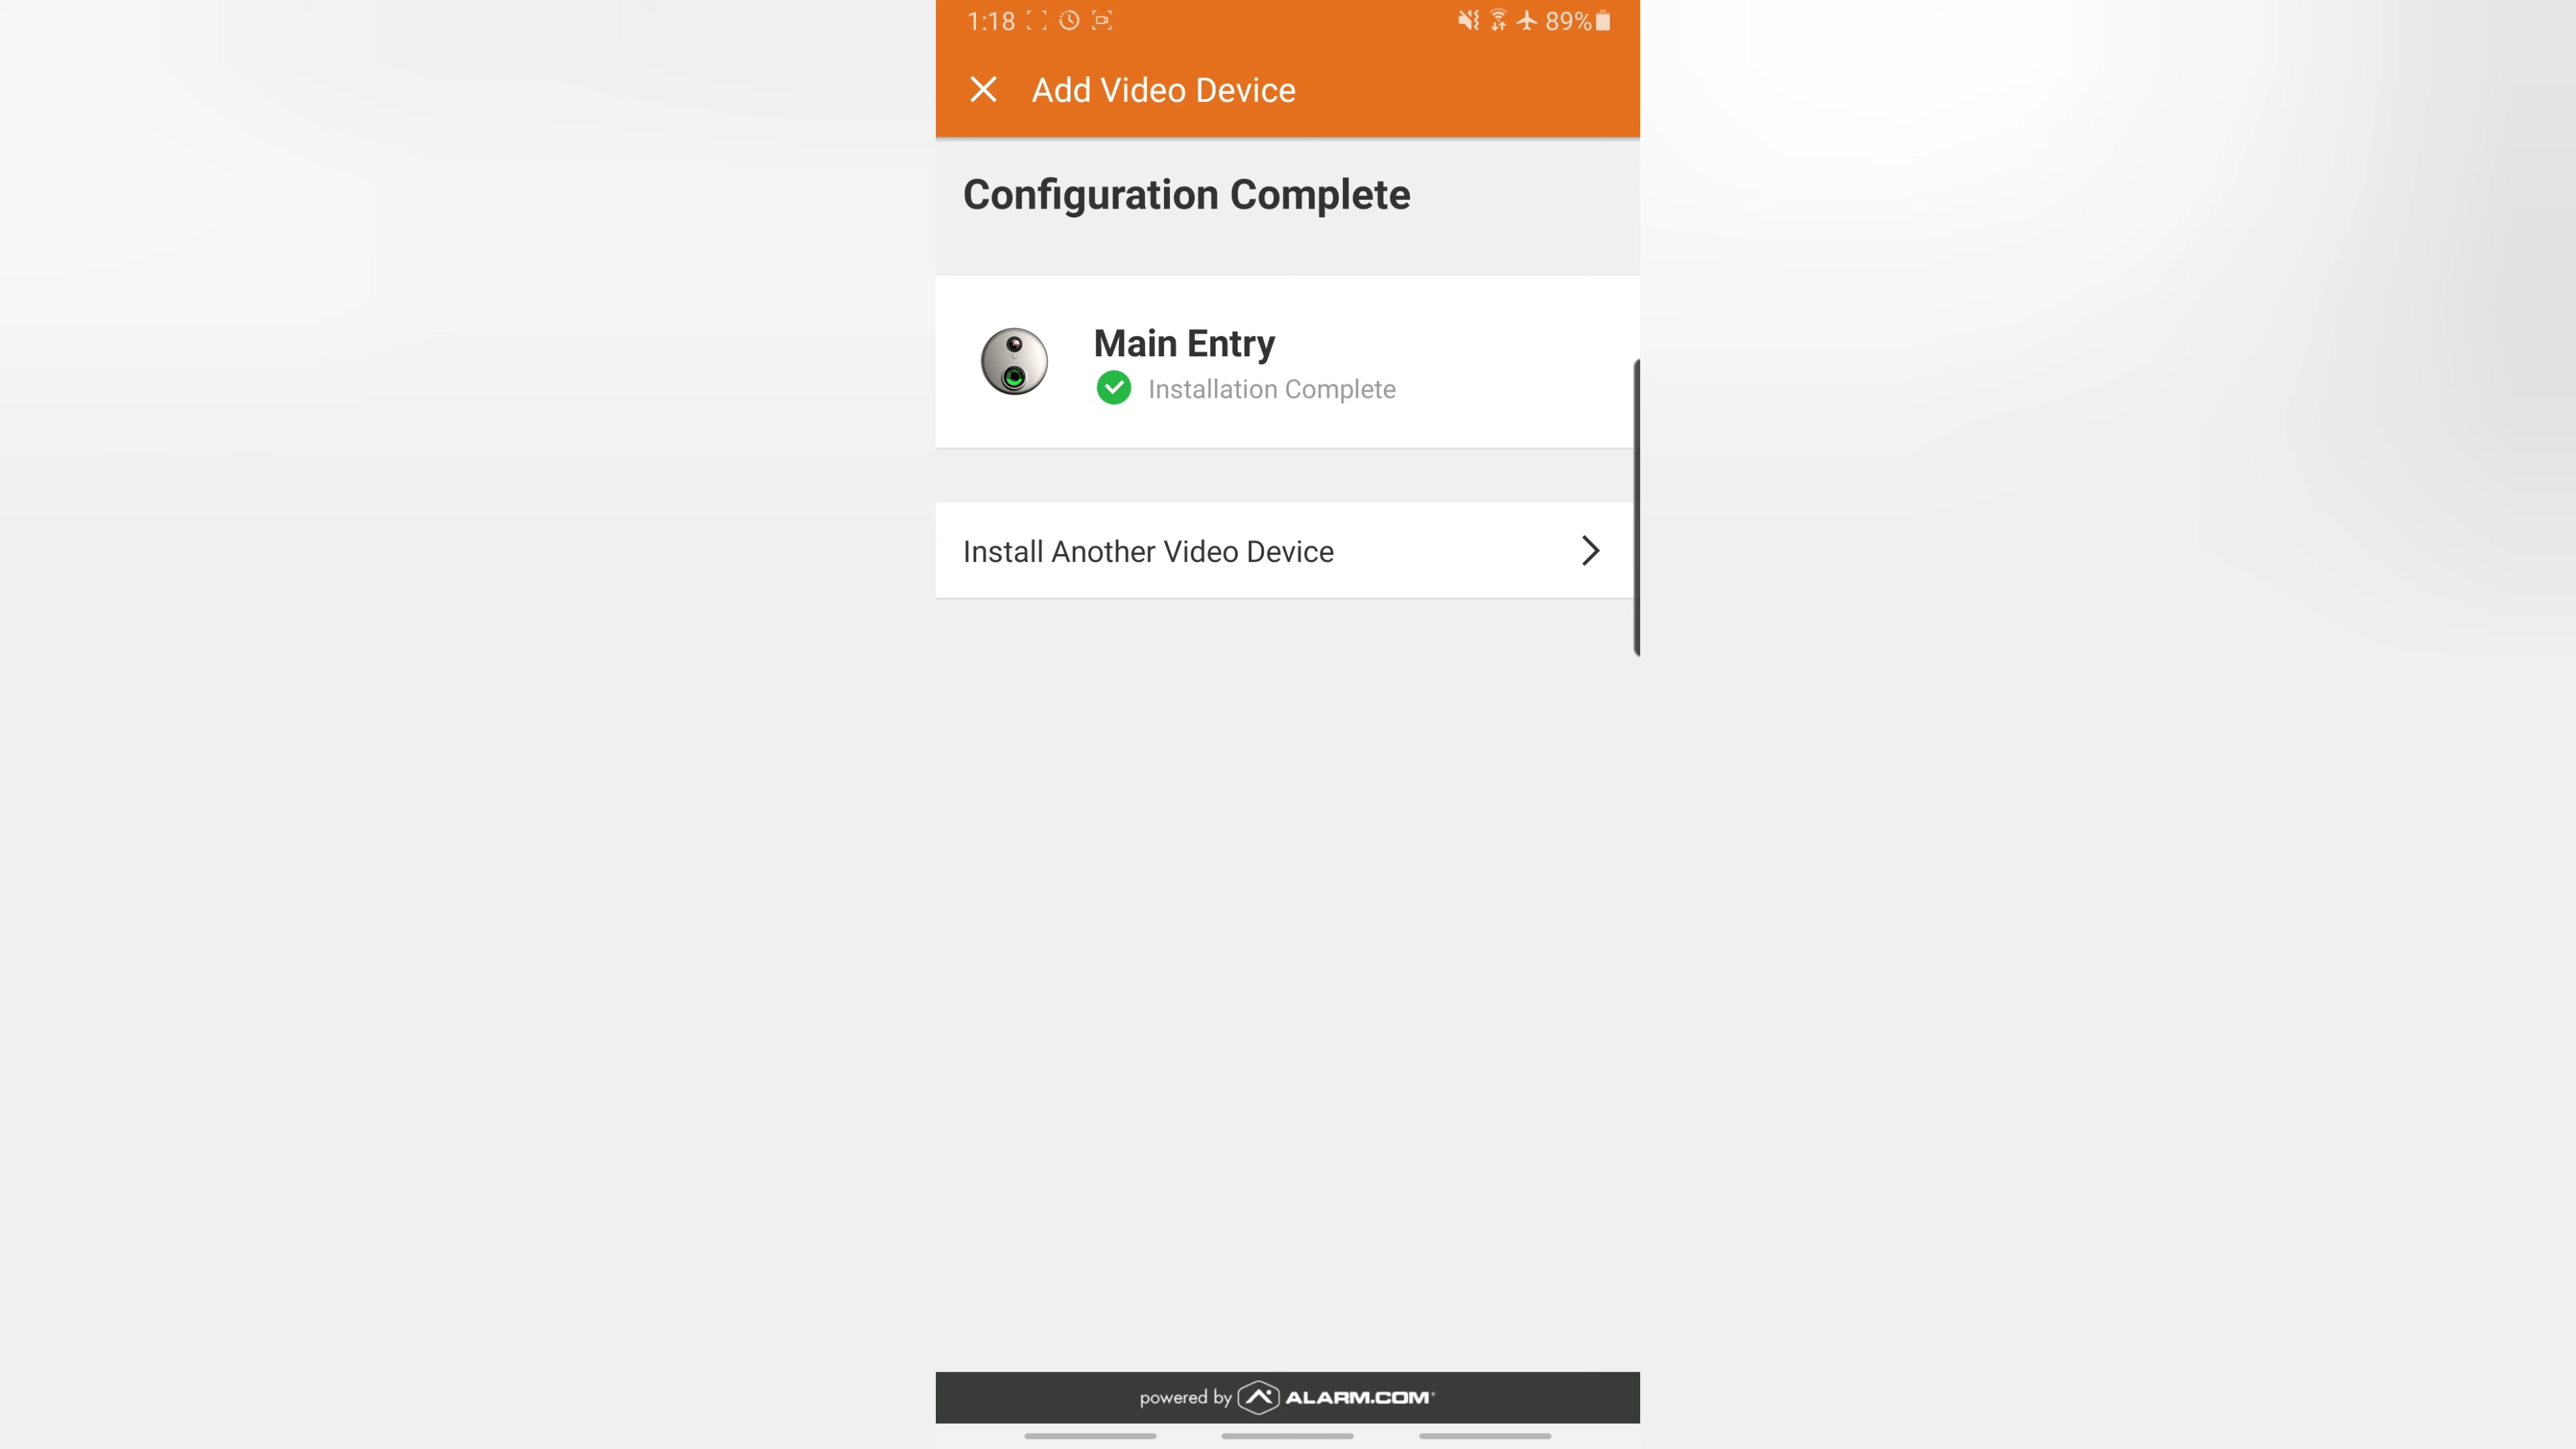 1:18 89%
Add Video Device
Configuration Complete
Main Entry
Installation Complete
Install Another Video Device
powered by ALARM.COM